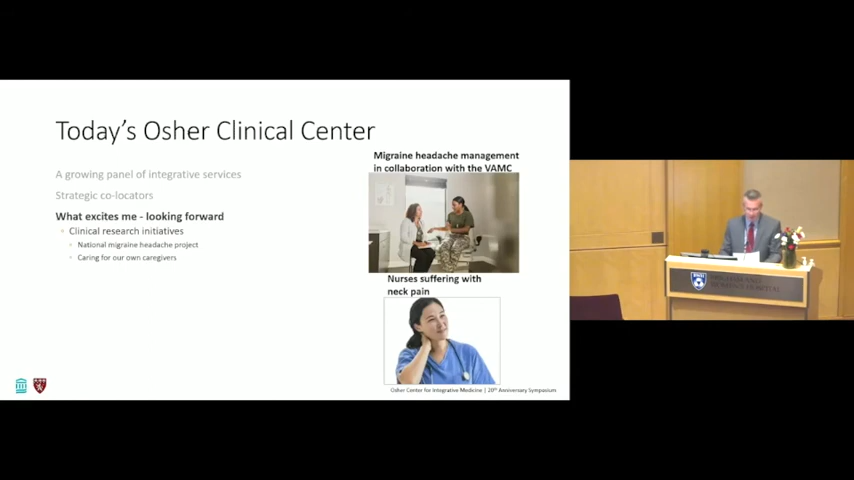 Today's Osher Clinical Center
A growing panel of integrative services
Strategic co-locators
What excites me - looking forward
Clinical research initiatives
National migraine headache project
Caring for our own caregivers
Migraine headache management
in collaboration with the VAMC
Nurses suffering with
neck pain
Osher Center for Integrative Medicine | 20th Anniversary Symposium